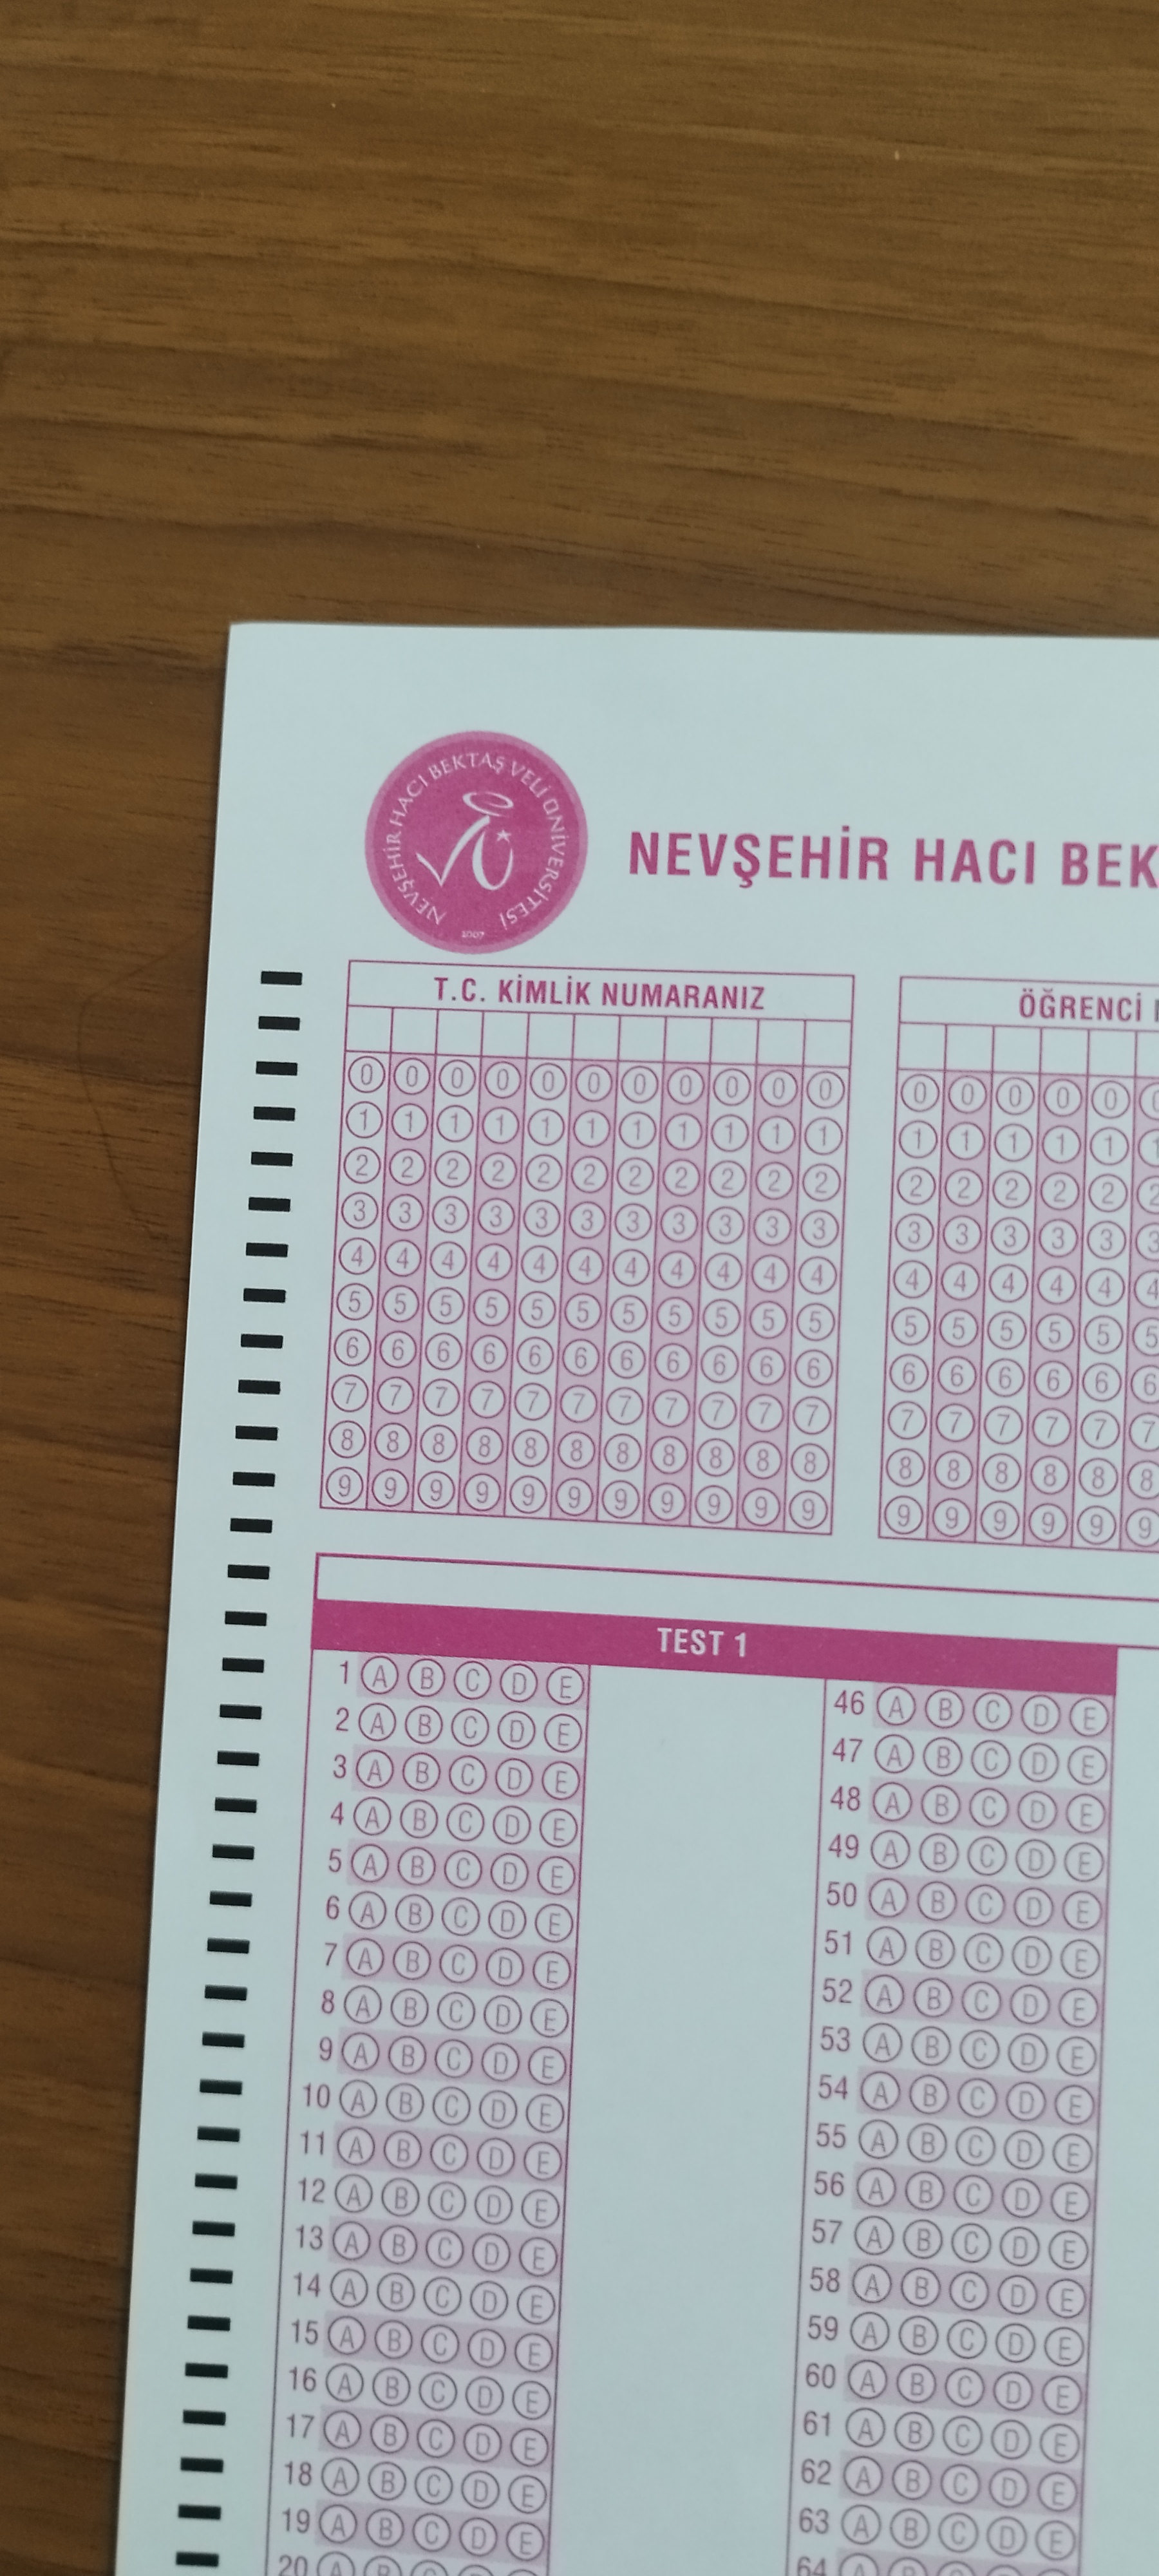 NEVŞEHİR HACI BEKTAŞ VELİ ÜNİVERSİTESİ
2007
NEVŞEHİR HACI BEK
T.C. KİMLİK NUMARANIZ
0 0 0 0 0 0 0 0 0 0 0
1 1 1 1 1 1 1 1 1 1 1
2 2 2 2 2 2 2 2 2 2 2
3 3 3 3 3 3 3 3 3 3 3
4 4 4 4 4 4 4 4 4 4 4
5 5 5 5 5 5 5 5 5 5 5
6 6 6 6 6 6 6 6 6 6 6
7 7 7 7 7 7 7 7 7 7 7
8 8 8 8 8 8 8 8 8 8 8
9 9 9 9 9 9 9 9 9 9 9
ÖĞRENCİ
0 0 0 0 0 0
1 1 1 1 1 1
2 2 2 2 2 2
3 3 3 3 3 3
4 4 4 4 4 4
5 5 5 5 5 5
6 6 6 6 6 6
7 7 7 7 7 7
8 8 8 8 8 8
9 9 9 9 9 9
TEST 1
1 A B C D E
2 A B C D E
3 A B C D E
4 A B C D E
5 A B C D E
6 A B C D E
7 A B C D E
8 A B C D E
9 A B C D E
10 A B C D E
11 A B C D E
12 A B C D E
13 A B C D E
14 A B C D E
15 A B C D E
16 A B C D E
17 A B C D E
18 A B C D E
19 A B C D E
20 A B C D E
46 A B C D E
47 A B C D E
48 A B C D E
49 A B C D E
50 A B C D E
51 A B C D E
52 A B C D E
53 A B C D E
54 A B C D E
55 A B C D E
56 A B C D E
57 A B C D E
58 A B C D E
59 A B C D E
60 A B C D E
61 A B C D E
62 A B C D E
63 A B C D E
64